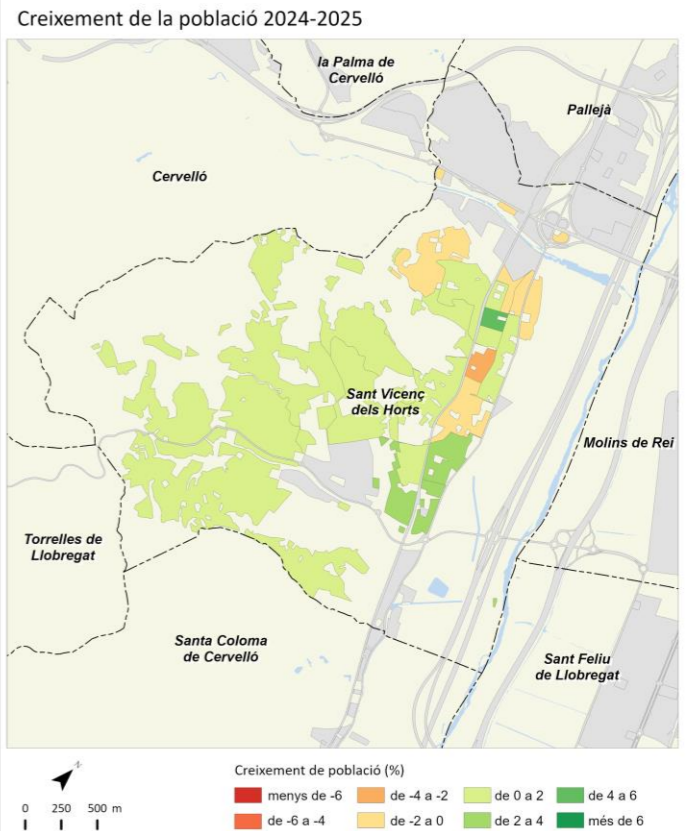 Creixement de la població 2024-2025
la Palma de
Cervelló
Pallejà
Cervelló
Sant Vicenç
dels Horts
Molins de Rei
Torrelles de
Llobregat
Santa Coloma
de Cervelló
Sant Feliu
de Llobregat
N
0 250 500 m
Creixement de població (%)
menys de -6
de -4 a -2
de 0 a 2
de 4 a 6
de -6 a -4
de -2 a 0
de 2 a 4
més de 6